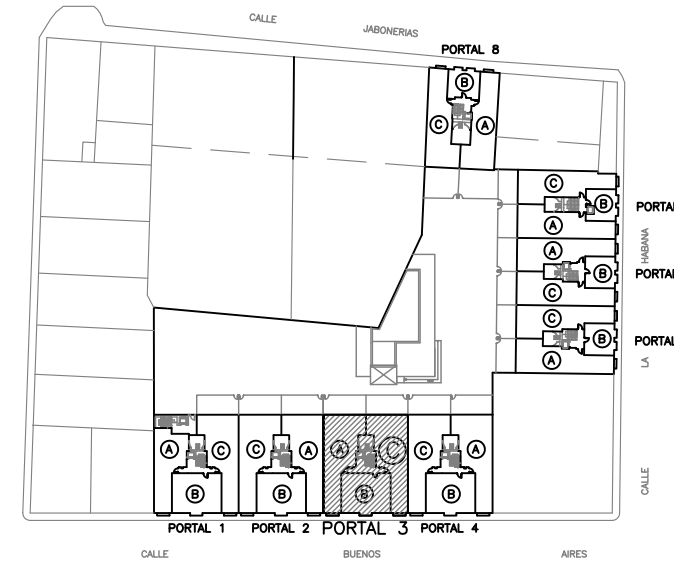 CALLE JABONERIAS
PORTAL 8
B
C A
C
B PORTAL
A
HABANA
A
B PORTAL
C
C
B PORTAL
A
LA
A C C A A C C A
B B B B
CALLE
PORTAL 1 PORTAL 2 PORTAL 3 PORTAL 4
CALLE BUENOS AIRES